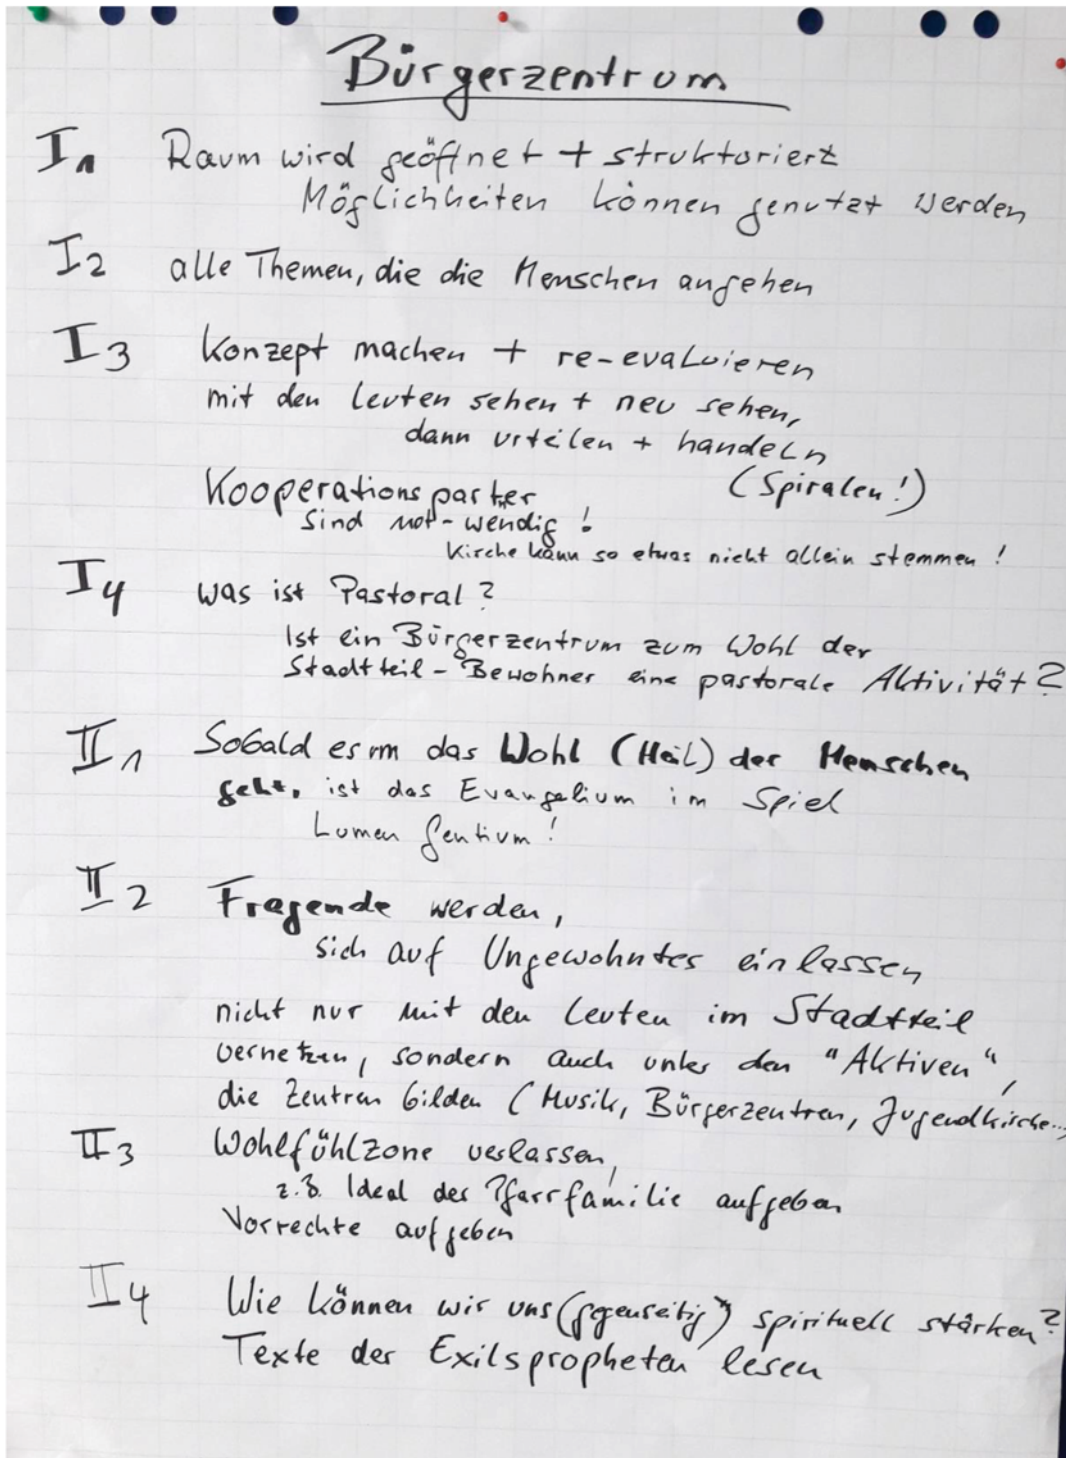 Bürgerzentrum
I1 Raum wird geöffnet + strukturiert
Möglichkeiten können genutzt werden
I2 alle Themen, die die Menschen angehen
I3 Konzept machen + re-evaluieren
mit den Leuten sehen + neu sehen,
dann urteilen + handeln
(Spiralen!)
Kooperationsparter
sind not-wendig!
Kirche kann so etwas nicht allein stemmen!
I4 was ist Pastoral?
Ist ein Bürgerzentrum zum Wohl der
Stadtteil-Bewohner eine pastorale Aktivität?
II1 Sobald es um das Wohl (Heil) der Menschen
geht, ist das Evangelium im Spiel
Lumen Gentium!
II2 Fragende werden,
sich auf Ungewohntes einlassen
nicht nur mit den Leuten im Stadtteil
vernetzen, sondern auch unter den "Aktiven",
die Zentren bilden (Musik, Bürgerzentren, Jugendkirche...)
II3 Wohlfühlzone verlassen,
z.B. Ideal der Pfarrfamilie aufgeben
Vorrechte aufgeben
II4 Wie können wir uns (gegenseitig) spirituell stärken?
Texte der Exilspropheten lesen